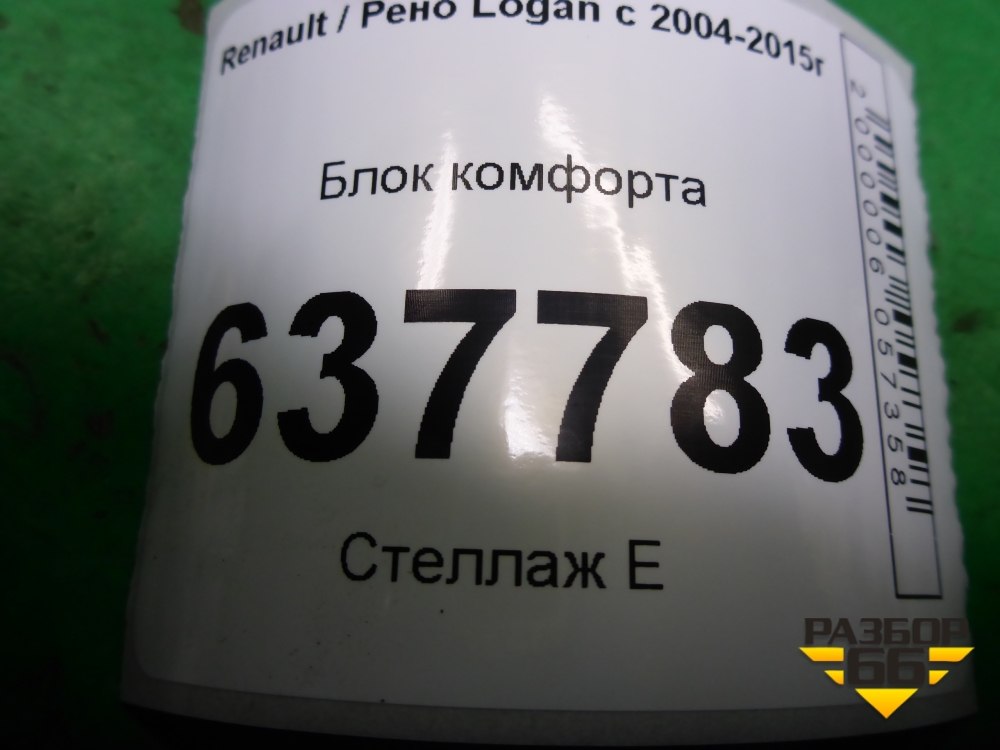 Renault / Рено Logan с 2004-2015г
Блок комфорта
637783
Стеллаж Е
2000006057358
РАЗБОР
66